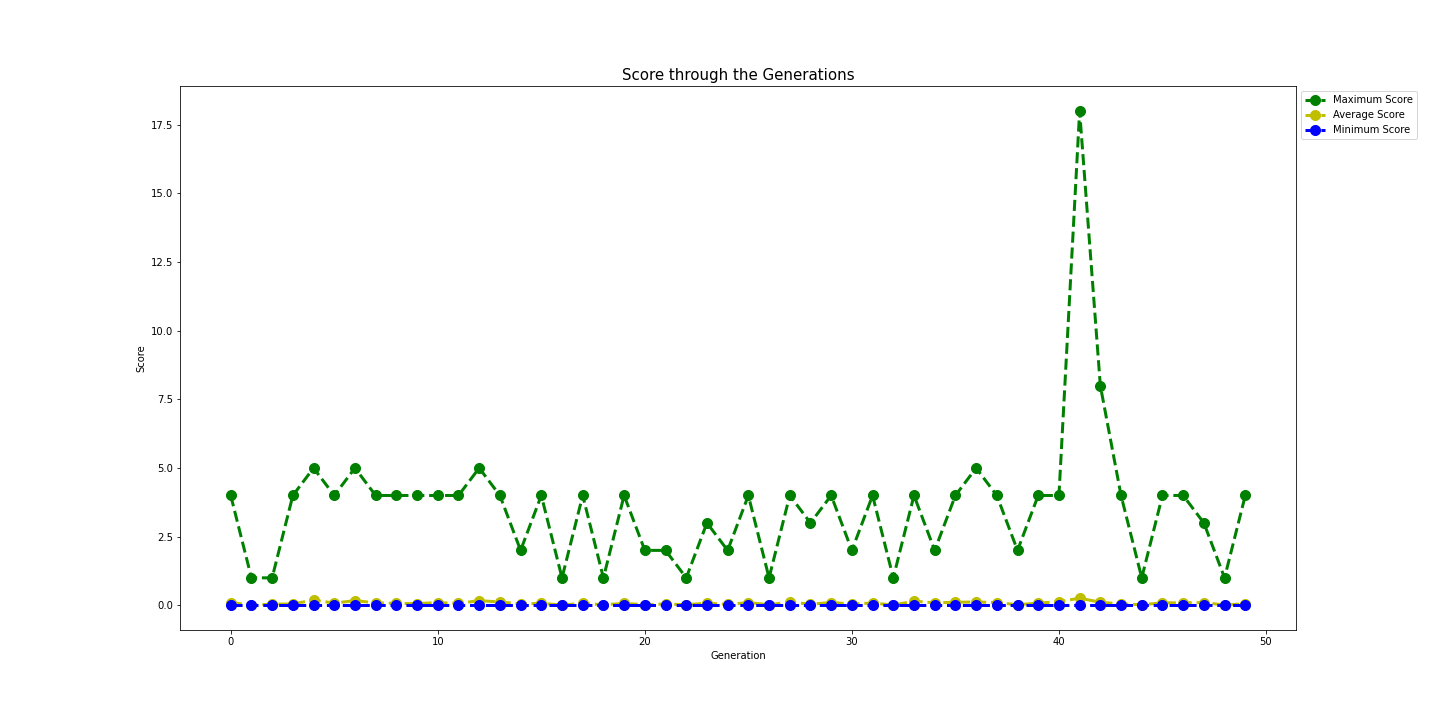 Score through the Generations
Maximum Score
Average Score
Minimum Score
17.5
15.0
12.5
10.0
7.5
5.0
2.5
0.0
Score
0 10 20 30 40 50
Generation